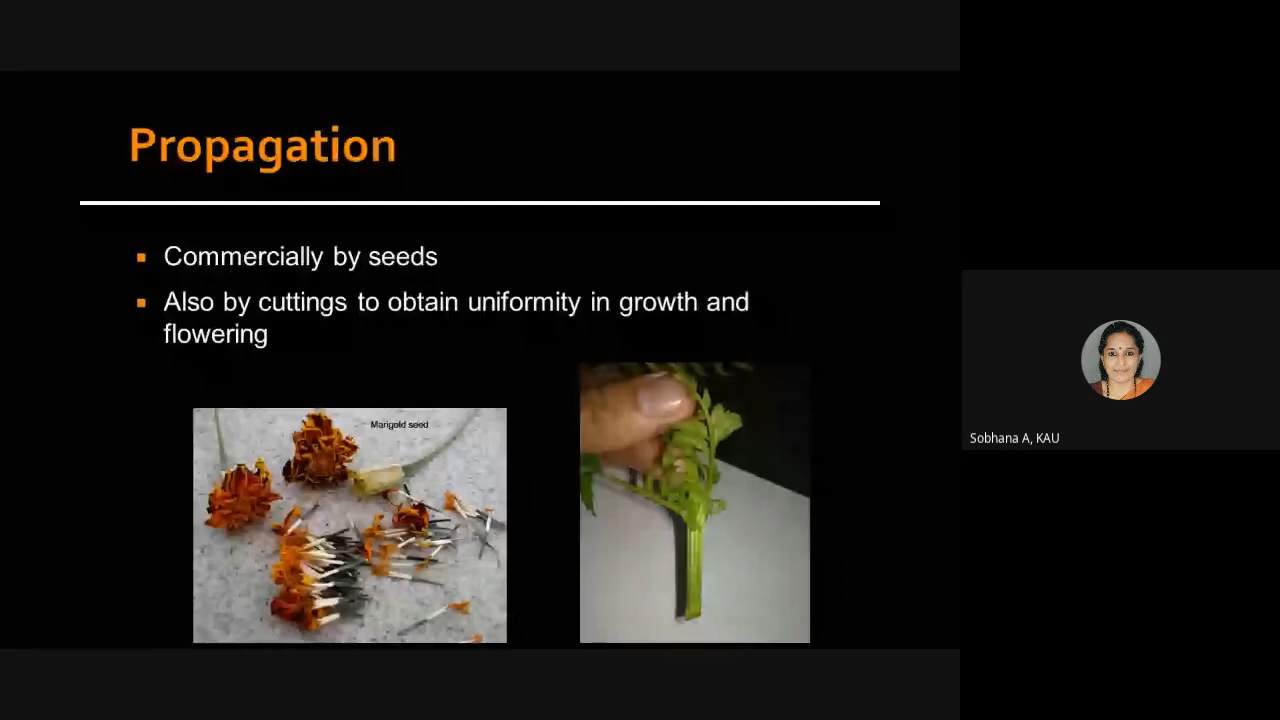 Propagation
Commercially by seeds
Also by cuttings to obtain uniformity in growth and
flowering
Marigold seed
Sobhana A, KAU